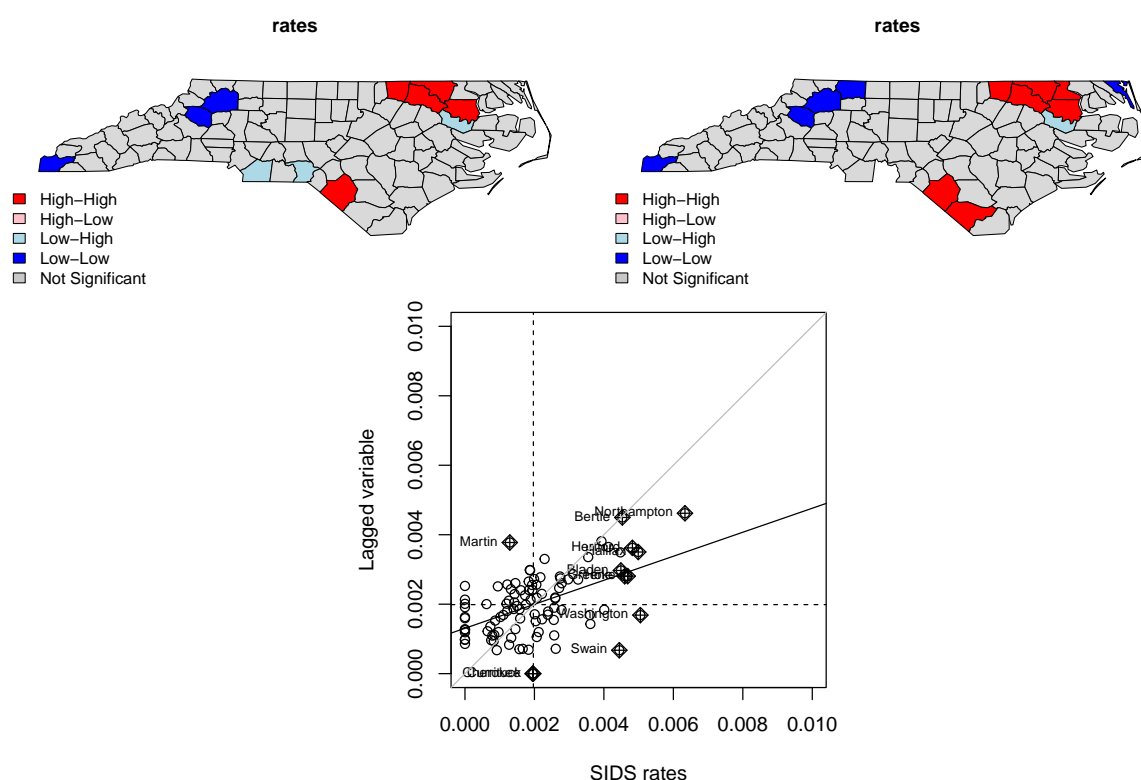 rates
High−High
High−Low
Low−High
Low−Low
Not Significant
rates
High−High
High−Low
Low−High
Low−Low
Not Significant
0.010
0.008
0.006
0.004
0.002
0.000
Lagged variable
Northampton
Bertie
Martin
Bladen
Washington
Swain
0.000
0.002
0.004
0.006
0.008
0.010
SIDS rates